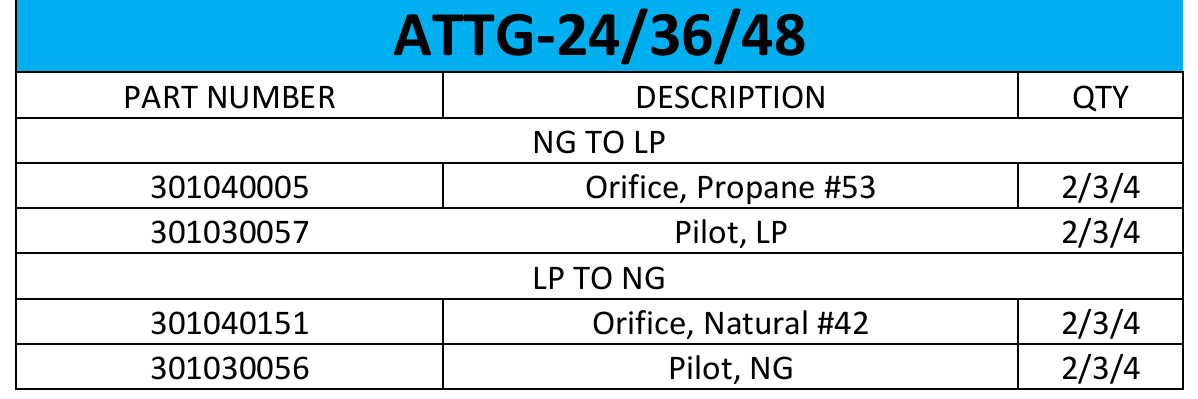 ATTG-24/36/48
PART NUMBER DESCRIPTION QTY
NG TO LP
301040005 Orifice, Propane #53 2/3/4
301030057 Pilot, LP 2/3/4
LP TO NG
301040151 Orifice, Natural #42 2/3/4
301030056 Pilot, NG 2/3/4